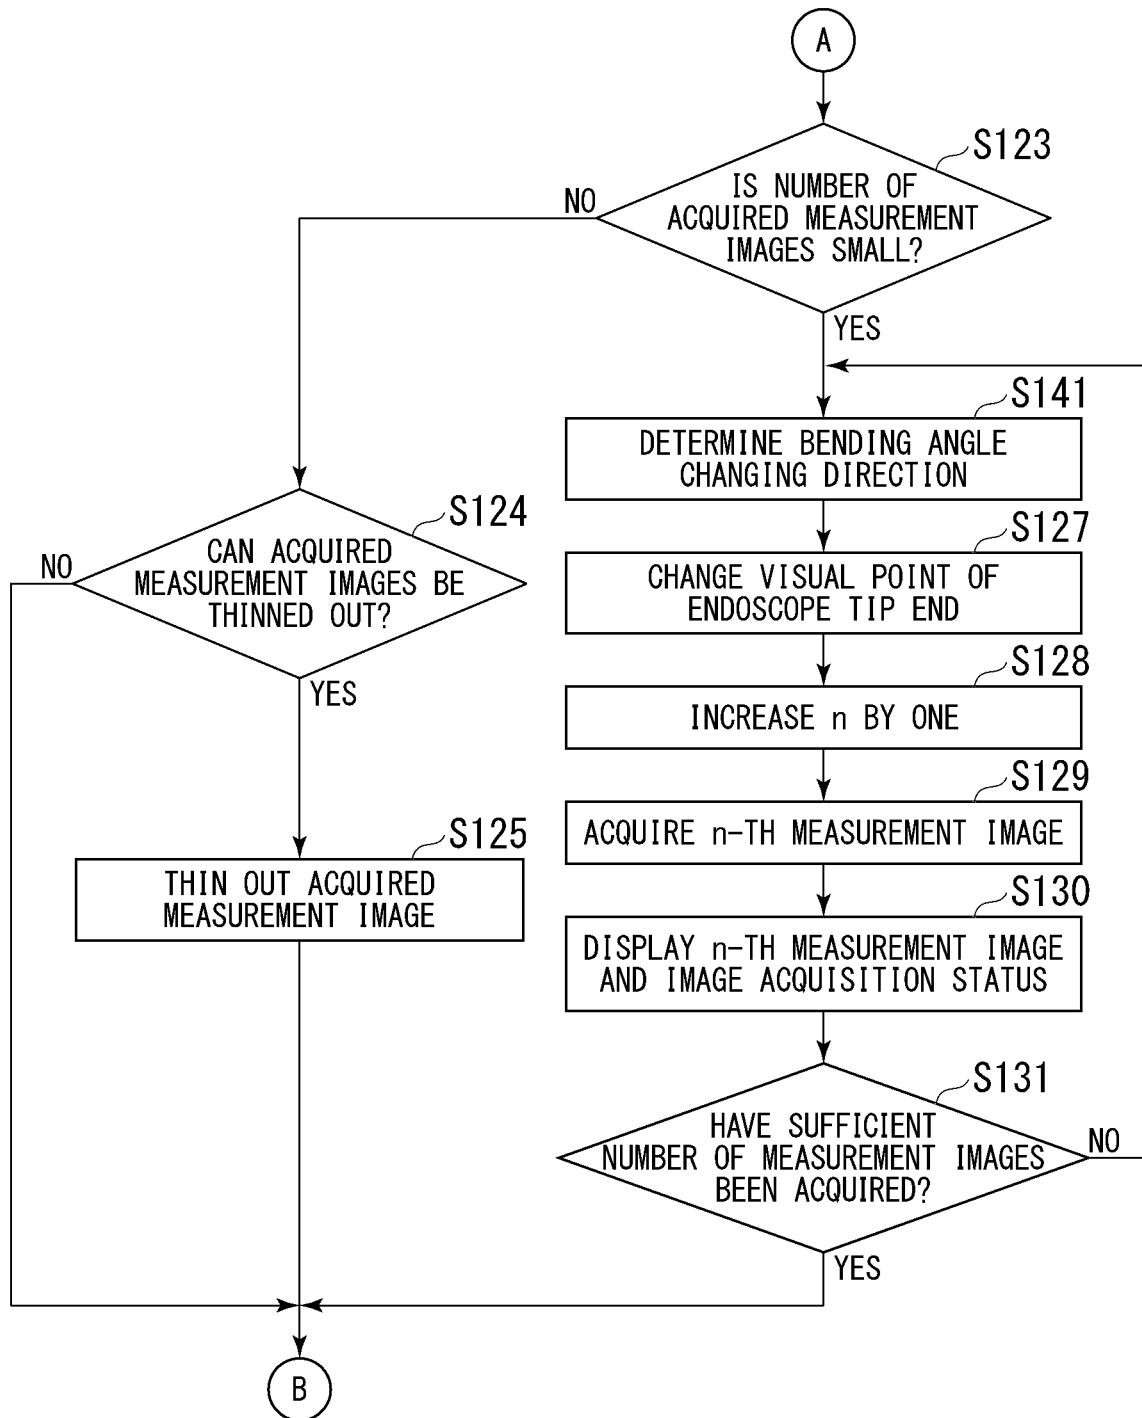 A
S123
IS NUMBER OF
ACQUIRED MEASUREMENT
IMAGES SMALL?
NO
YES
S141
DETERMINE BENDING ANGLE
CHANGING DIRECTION
S124
CAN ACQUIRED
MEASUREMENT IMAGES BE
THINNED OUT?
NO
YES
S127
CHANGE VISUAL POINT OF
ENDOSCOPE TIP END
S128
INCREASE n BY ONE
S129
ACQUIRE n-TH MEASUREMENT IMAGE
S125
THIN OUT ACQUIRED
MEASUREMENT IMAGE
S130
DISPLAY n-TH MEASUREMENT IMAGE
AND IMAGE ACQUISITION STATUS
S131
HAVE SUFFICIENT
NUMBER OF MEASUREMENT IMAGES
BEEN ACQUIRED?
NO
YES
B